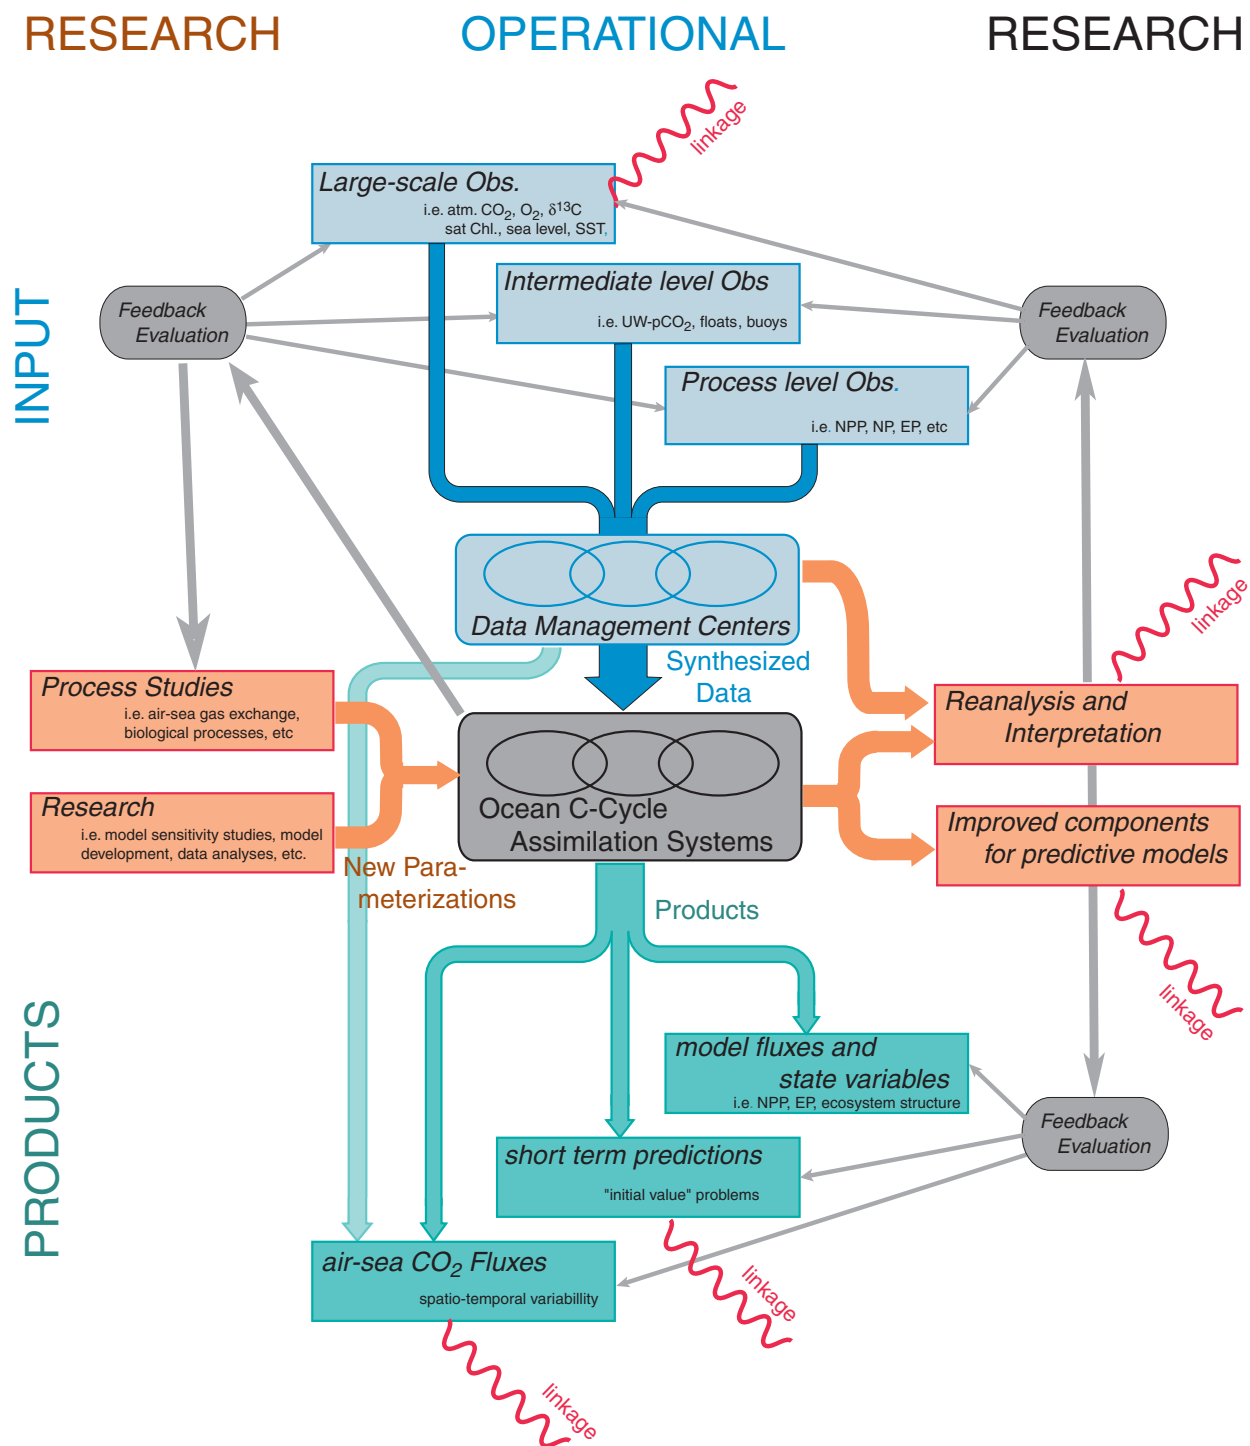 RESEARCH
OPERATIONAL
RESEARCH
linkage
Large-scale Obs.
i.e. atm. CO2, O2, δ13C
sat Chl., sea level, SST,
INPUT
Feedback
Evaluation
Intermediate level Obs
i.e. UW-pCO2, floats, buoys
Feedback
Evaluation
Process level Obs.
i.e. NPP, NP, EP, etc
Data Management Centers
Synthesized
Data
linkage
Process Studies
i.e. air-sea gas exchange,
biological processes, etc
Reanalysis and
Interpretation
Research
i.e. model sensitivity studies, model
development, data analyses, etc.
Ocean C-Cycle
Assimilation Systems
Improved components
for predictive models
New Para-
meterizations
Products
linkage
PRODUCTS
model fluxes and
state variables
i.e. NPP, EP, ecosystem structure
Feedback
Evaluation
short term predictions
"initial value" problems
air-sea CO2 Fluxes
spatio-temporal variabillity
linkage
linkage